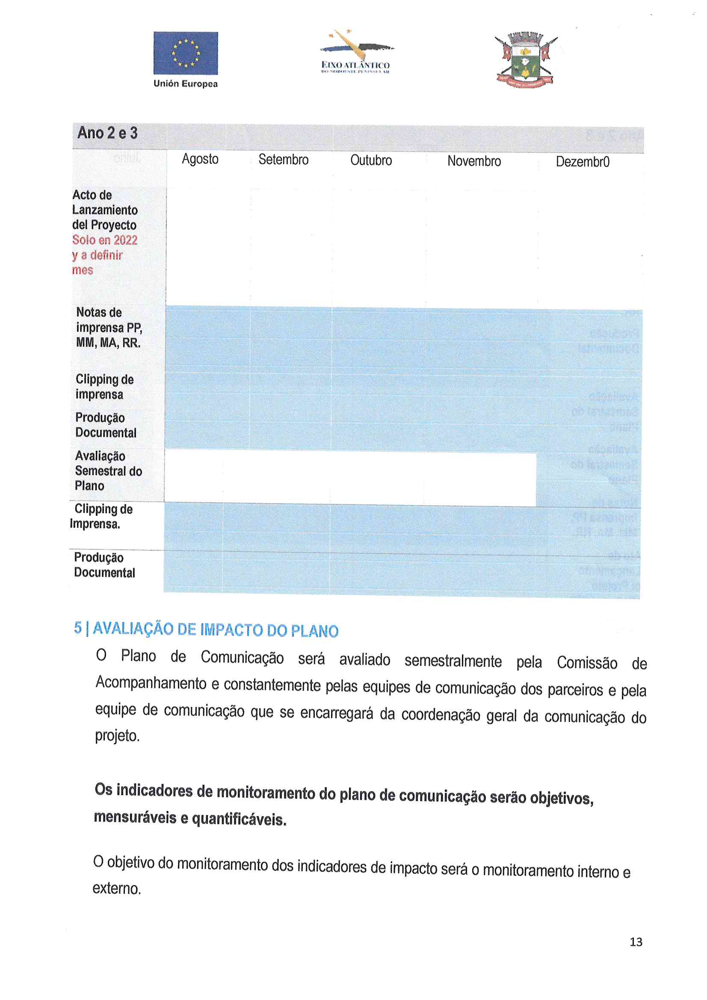 Unión Europea
EIXO ATLÂNTICO
DO NOROESTE PENINSULAR
Ano 2 e 3
Agosto Setembro Outubro Novembro Dezembr0
Acto de
Lanzamiento
del Proyecto
Solo en 2022
y a definir
mes
Notas de
imprensa PP,
MM, MA, RR.
Clipping de
imprensa
Produção
Documental
Avaliação
Semestral do
Plano
Clipping de
Imprensa.
Produção
Documental
5 | AVALIAÇÃO DE IMPACTO DO PLANO
O Plano de Comunicação será avaliado semestralmente pela Comissão de
Acompanhamento e constantemente pelas equipes de comunicação dos parceiros e pela
equipe de comunicação que se encarregará da coordenação geral da comunicação do
projeto.
Os indicadores de monitoramento do plano de comunicação serão objetivos,
mensuráveis e quantificáveis.
O objetivo do monitoramento dos indicadores de impacto será o monitoramento interno e
externo.
13